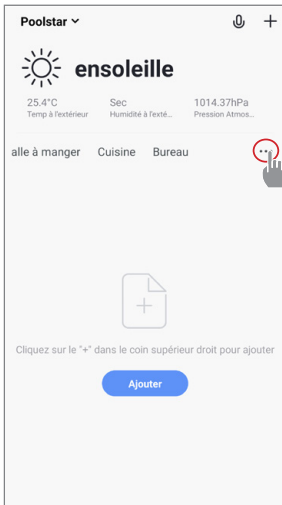 Poolstar
ensoleille
25.4°C Sec 1014.37hPa
Temp à l'extérieur Humidité à l'exté... Pression Atmos...
alle à manger Cuisine Bureau ...
Cliquez sur le "+" dans le coin supérieur droit pour ajouter
Ajouter